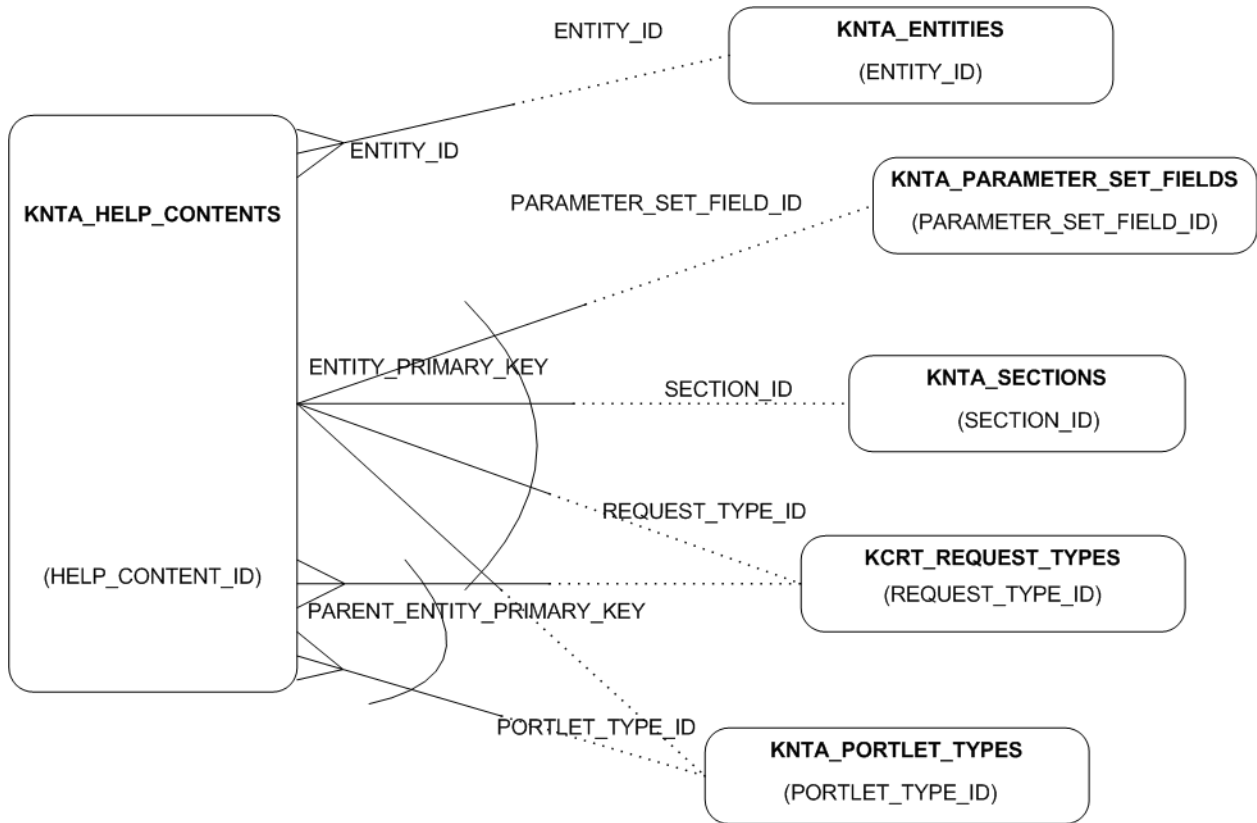 ENTITY_ID
KNTA_ENTITIES
(ENTITY_ID)
ENTITY_ID
KNTA_HELP_CONTENTS
PARAMETER_SET_FIELD_ID
KNTA_PARAMETER_SET_FIELDS
(PARAMETER_SET_FIELD_ID)
ENTITY_PRIMARY_KEY
SECTION_ID
KNTA_SECTIONS
(SECTION_ID)
REQUEST_TYPE_ID
KCRT_REQUEST_TYPES
(REQUEST_TYPE_ID)
(HELP_CONTENT_ID)
PARENT_ENTITY_PRIMARY_KEY
PORTLET_TYPE_ID
KNTA_PORTLET_TYPES
(PORTLET_TYPE_ID)